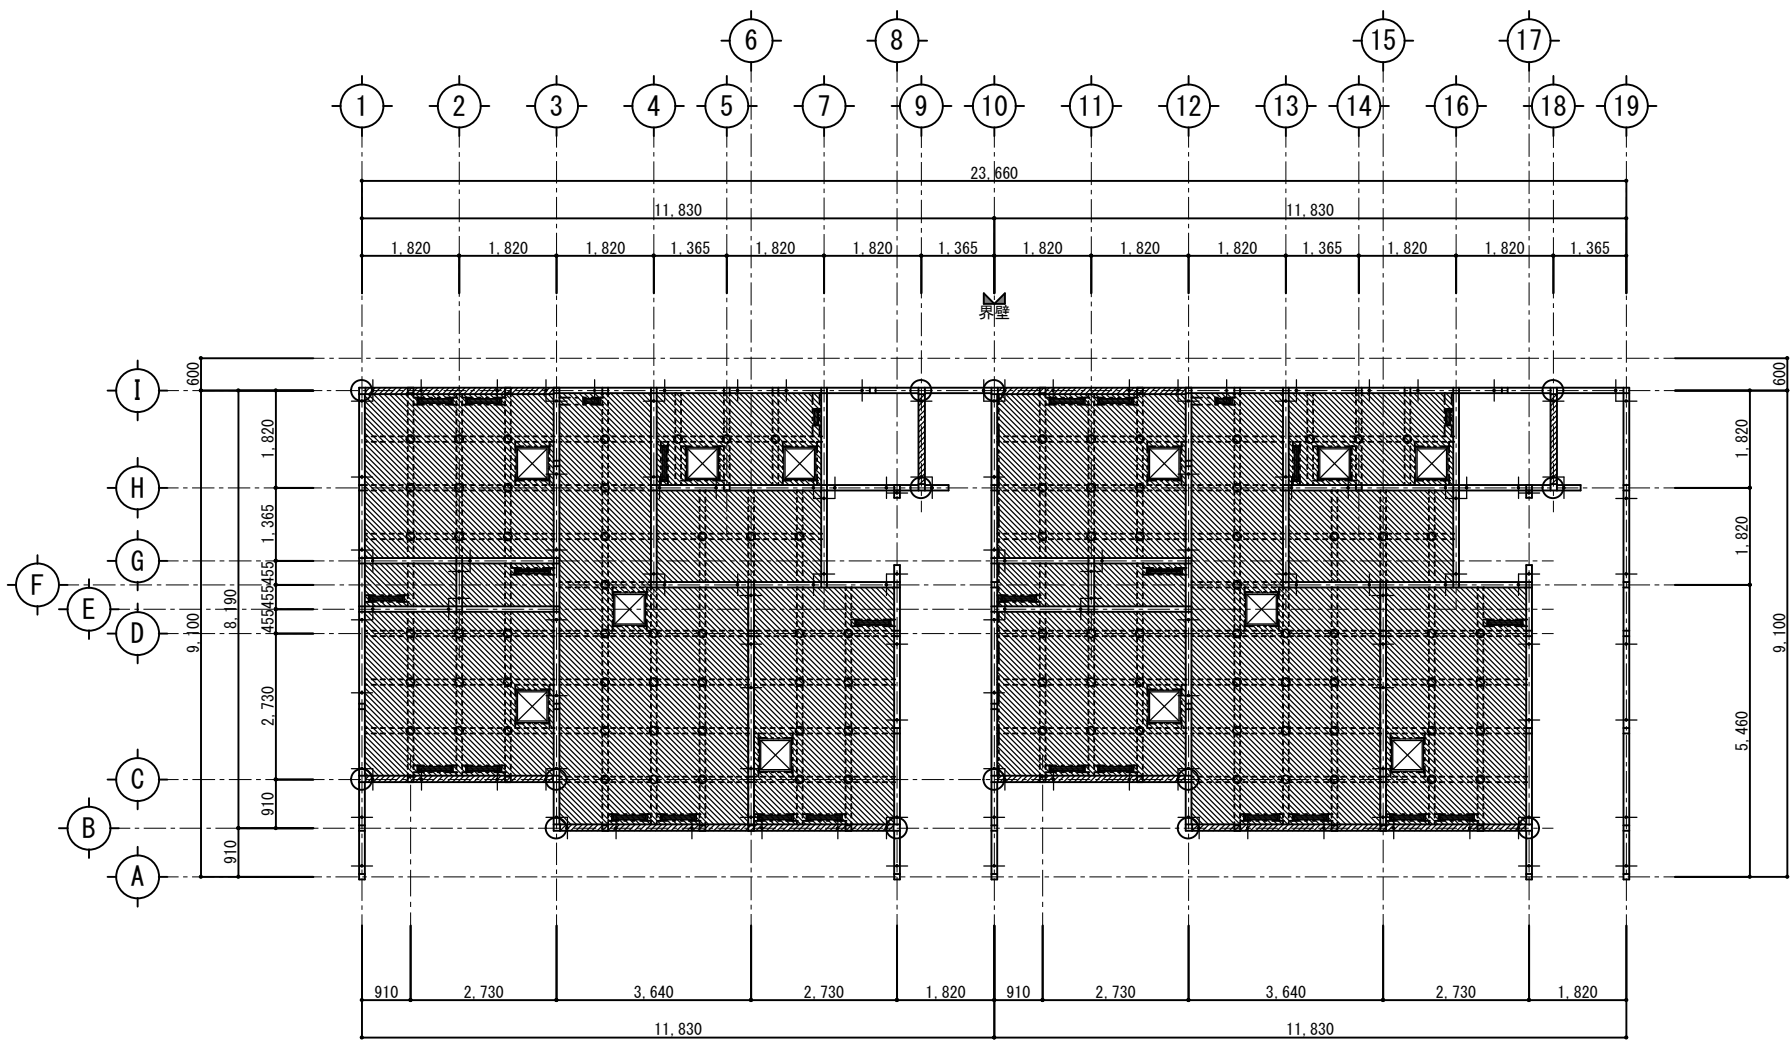 6 8 15 17
1 2 3 4 5 7 9 10 11 12 13 14 16 18 19
23,660
11,830 11,830
1,820 1,820 1,820 1,365 1,820 1,820 1,365 1,820 1,820 1,820 1,365 1,820 1,820 1,365
界壁
600 600
I
1,820 1,820
H
1,365 1,820
G
F
455 455 455
E
D
9,100 8,190
2,730 5,460 9,100
C
910
B
910
A
910 2,730 3,640 2,730 1,820 910 2,730 3,640 2,730 1,820
11,830 11,830